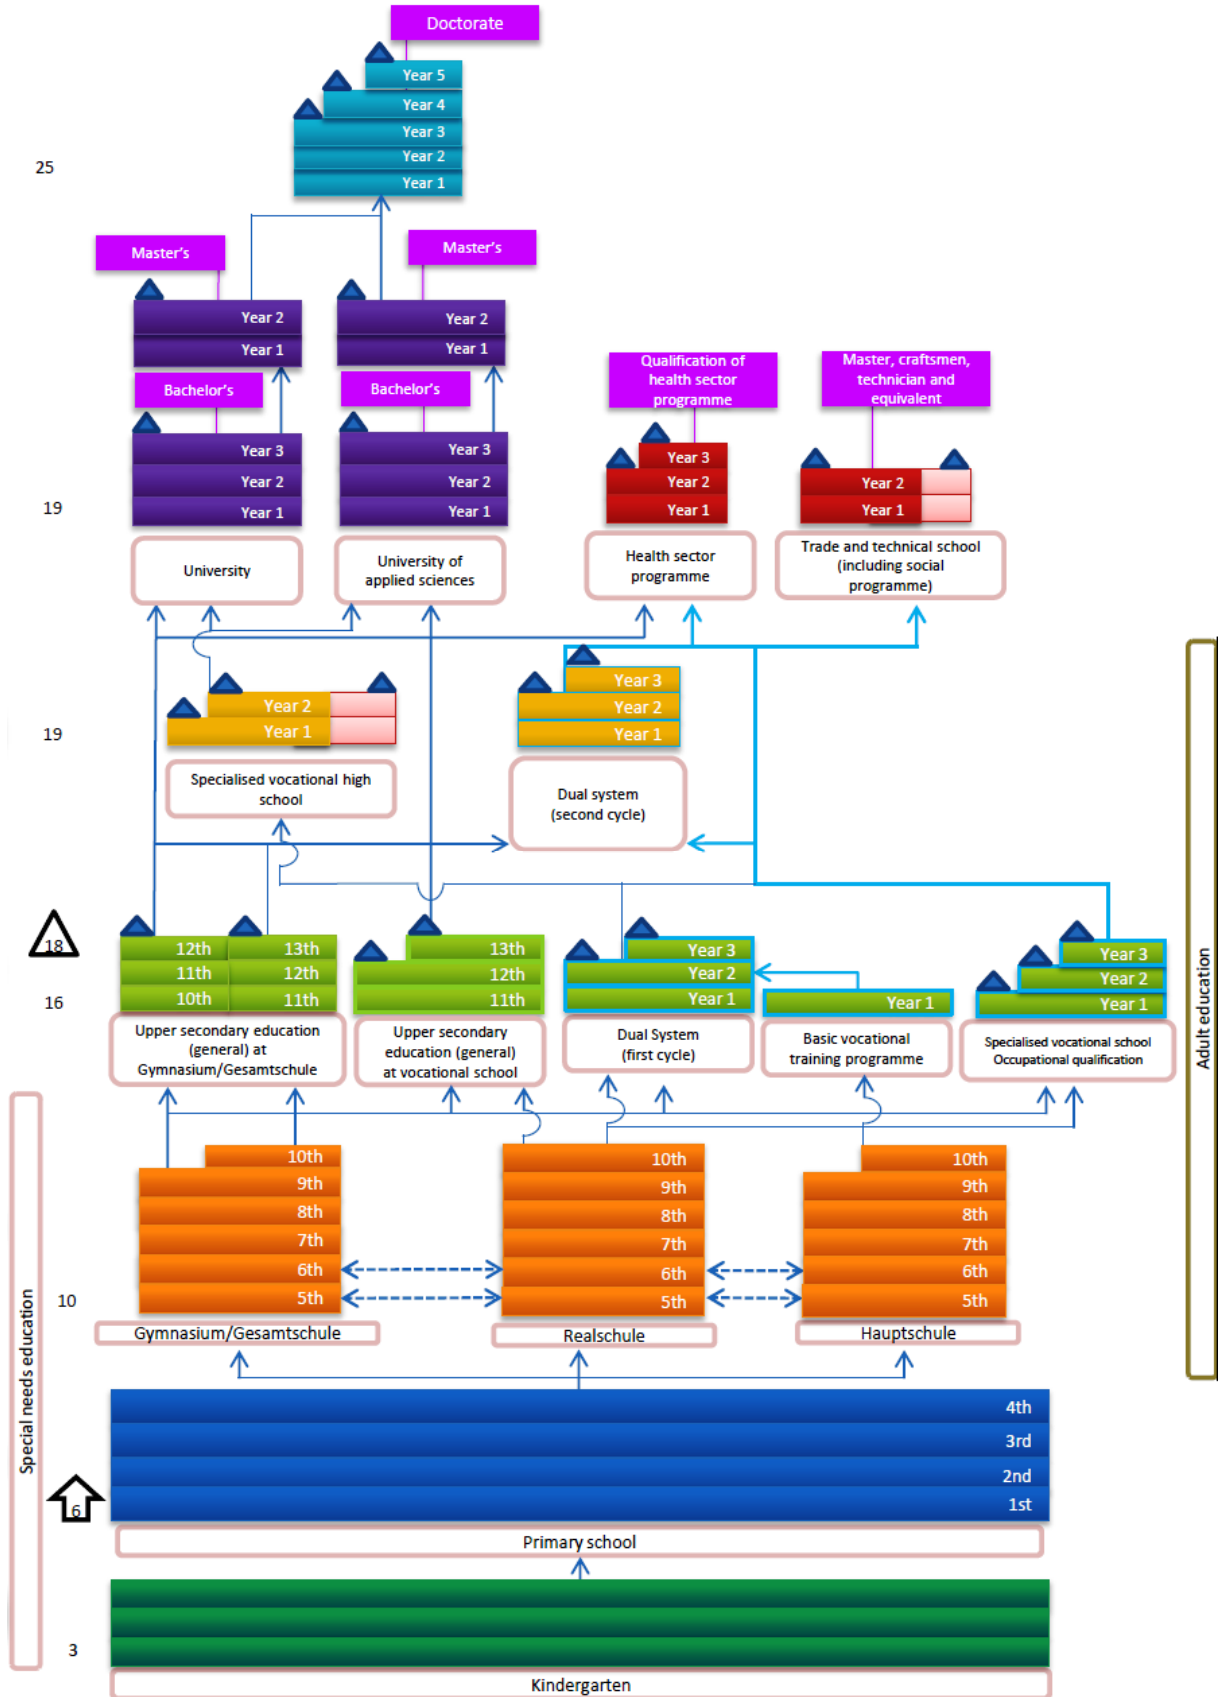 Doctorate
Year 5
Year 4
Year 3
Year 2
Year 1
25
Master's
Master's
Year 2
Year 1
Year 2
Year 1
Bachelor's
Bachelor's
Qualification of
health sector
programme
Master, craftsmen,
technician and
equivalent
Year 3
Year 2
Year 1
Year 3
Year 2
Year 1
Year 3
Year 2
Year 1
Year 2
Year 1
19
University
University of
applied sciences
Health sector
programme
Trade and technical school
(including social
programme)
Year 2
Year 1
Year 3
Year 2
Year 1
19
Specialised vocational high
school
Dual system
(second cycle)
18
16
12th
11th
10th
13th
12th
11th
13th
12th
11th
Year 3
Year 2
Year 1
Year 1
Year 3
Year 2
Year 1
Upper secondary education
(general) at
Gymnasium/Gesamtschule
Upper secondary
education (general)
at vocational school
Dual System
(first cycle)
Basic vocational
training programme
Specialised vocational school
Occupational qualification
Adult education
10th
9th
8th
7th
6th
5th
10th
9th
8th
7th
6th
5th
10th
9th
8th
7th
6th
5th
10
Gymnasium/Gesamtschule
Realschule
Hauptschule
Special needs education
4th
3rd
2nd
1st
6
Primary school
3
Kindergarten